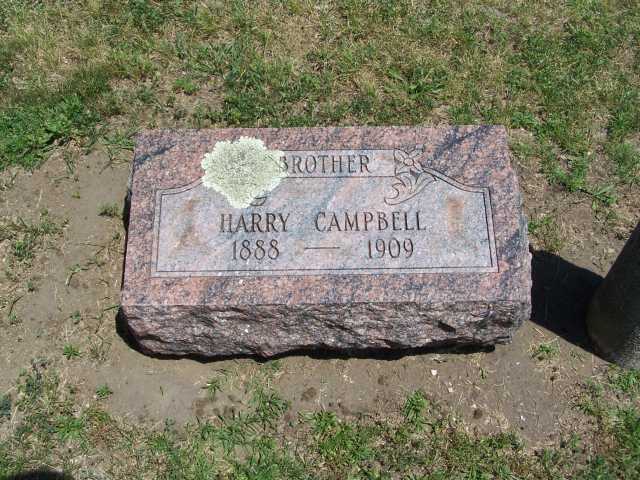 BROTHER
HARRY CAMPBELL
1888 — 1909